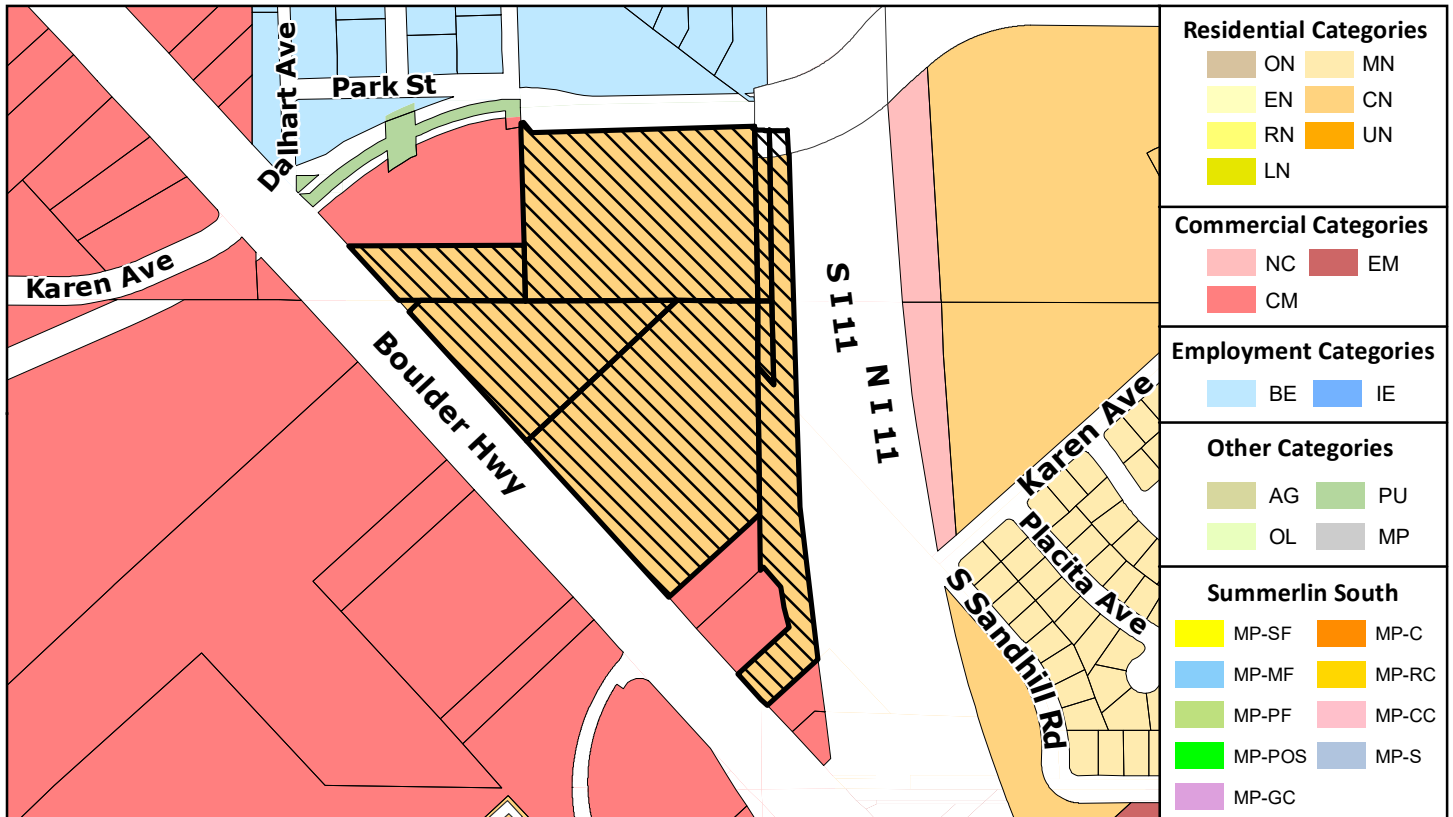 Dalhart Ave
Park St
Karen Ave
Boulder Hwy
S I 11
N I 11
Karen Ave
Placita Ave
S Sandhill Rd
Residential Categories
ON MN
EN CN
RN UN
LN
Commercial Categories
NC EM
CM
Employment Categories
BE IE
Other Categories
AG PU
OL MP
Summerlin South
MP-SF MP-C
MP-MF MP-RC
MP-PF MP-CC
MP-POS MP-S
MP-GC